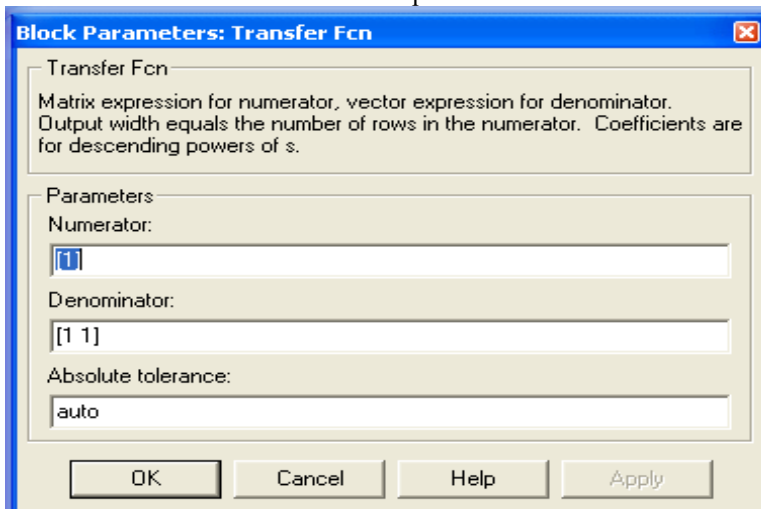 Block Parameters: Transfer Fcn
Transfer Fcn
Matrix expression for numerator, vector expression for denominator.
Output width equals the number of rows in the numerator. Coefficients are
for descending powers of s.
Parameters
Numerator:
[1]
Denominator:
[1 1]
Absolute tolerance:
auto
OK Cancel Help Apply